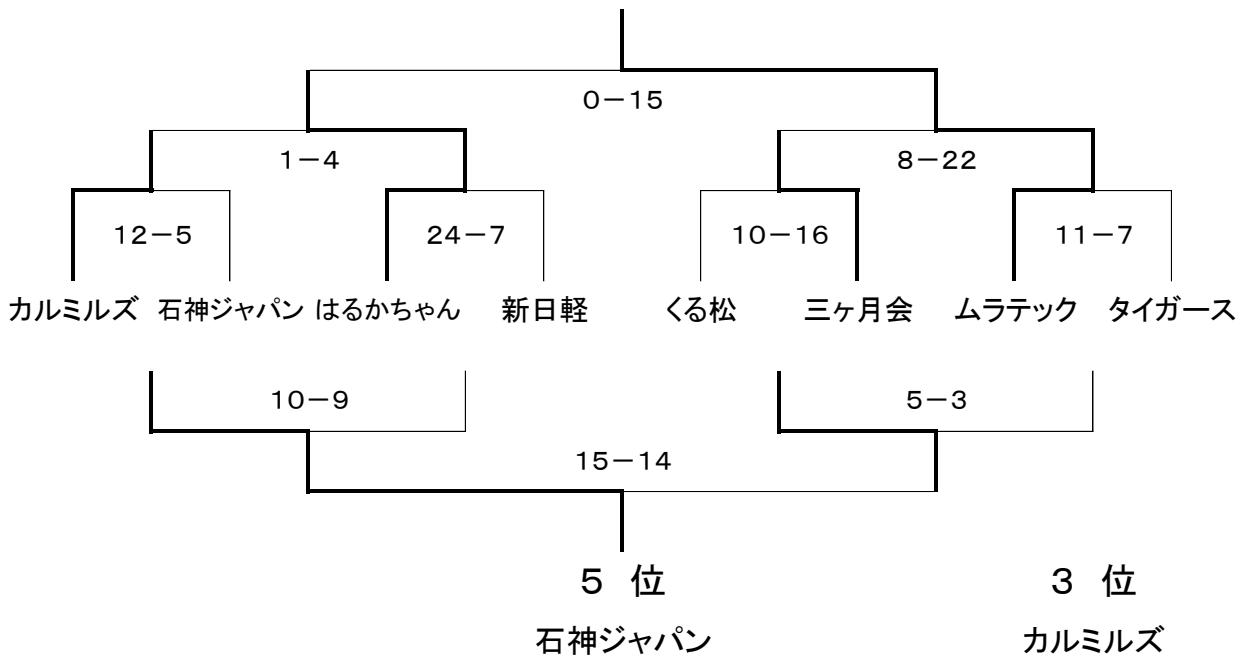 0－15
1－4 8－22
12－5 24－7 10－16 11－7
カルミルズ 石神ジャパン はるかちゃん 新日軽 くる松 三ヶ月会 ムラテック タイガース
10－9 5－3
15－14
5 位 3 位
石神ジャパン カルミルズ